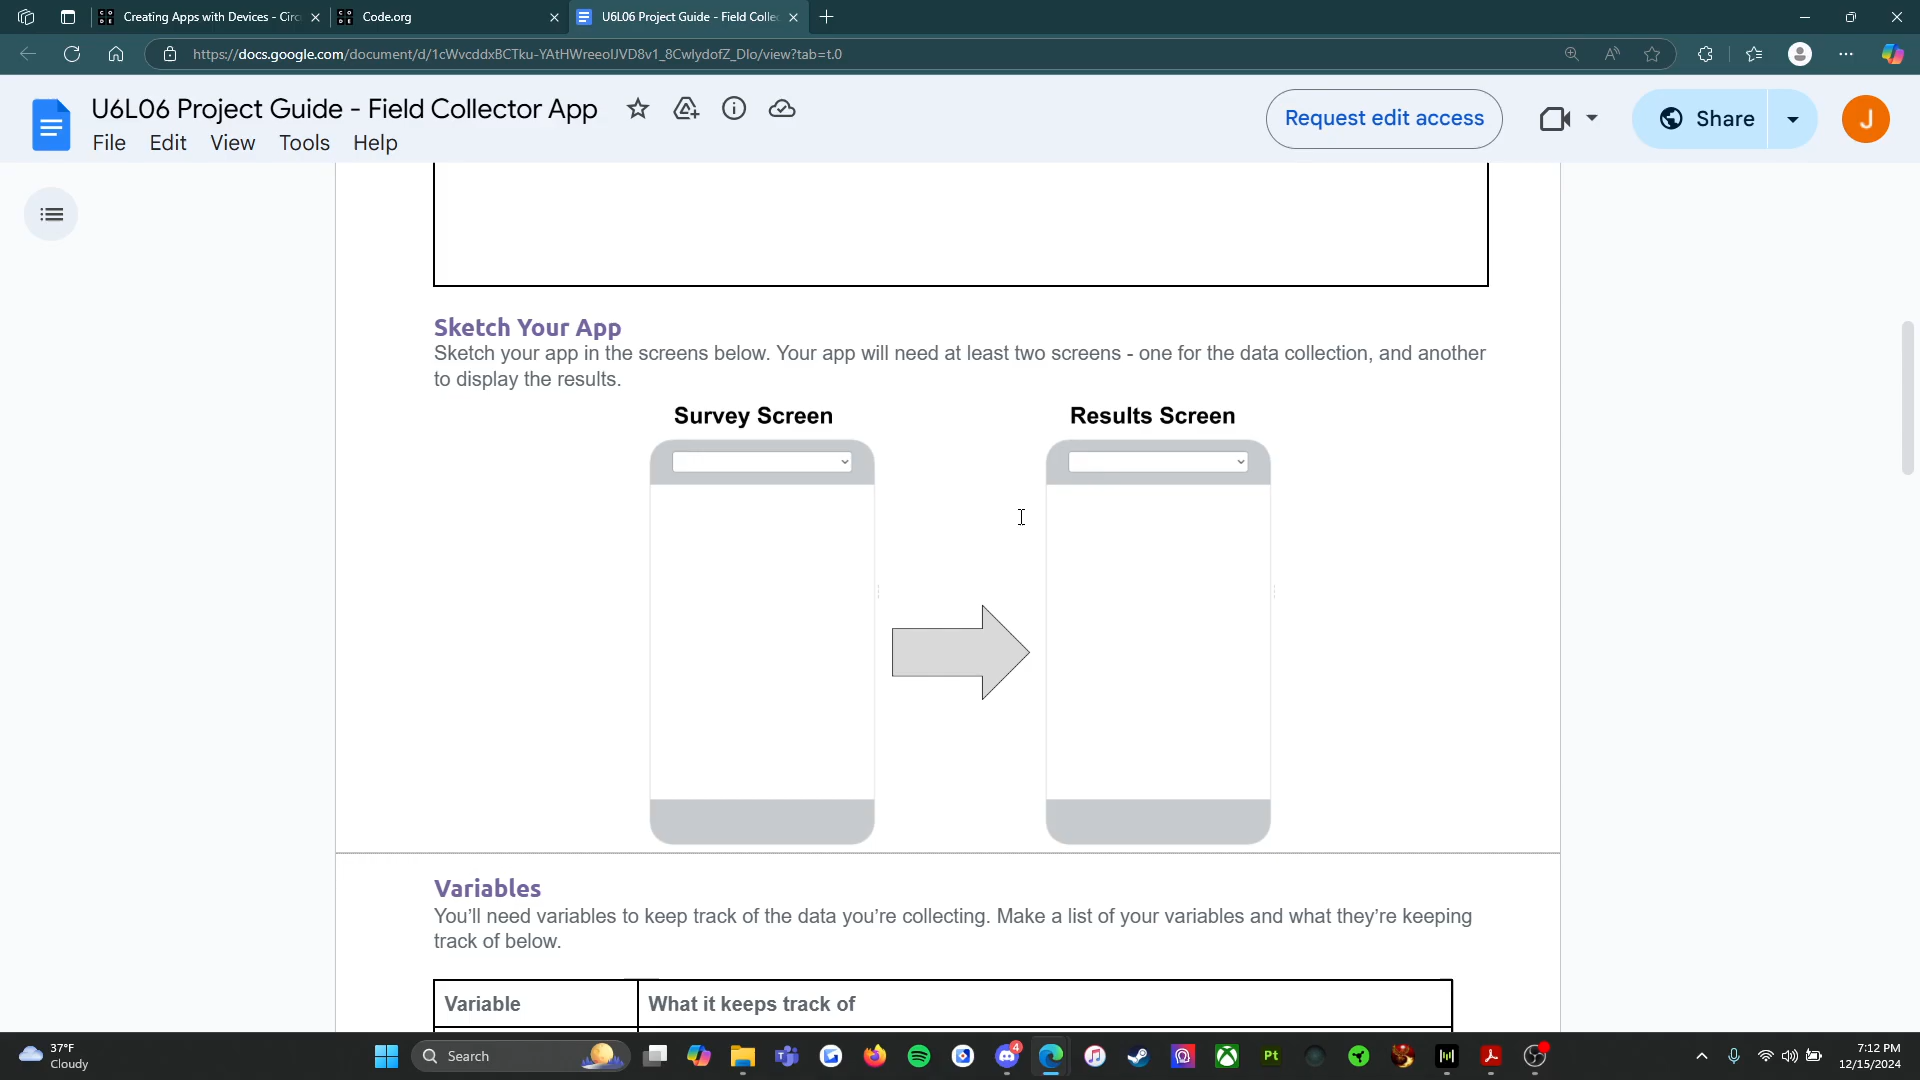 Creating Apps with Devices - Circ
Code.org
U6L06 Project Guide - Field Collec
https://docs.google.com/document/d/1cWvcddxBCTku-YAtHWreeoIJVD8v1_8CwlydofZ_Dlo/view?tab=t.0
U6L06 Project Guide - Field Collector App
File Edit View Tools Help
Request edit access
Share
J
Sketch Your App
Sketch your app in the screens below. Your app will need at least two screens - one for the data collection, and another
to display the results.
Survey Screen
Results Screen
Variables
You'll need variables to keep track of the data you're collecting. Make a list of your variables and what they're keeping
track of below.
Variable
What it keeps track of
37°F
Cloudy
Search
4
Pt
7:12 PM
12/15/2024